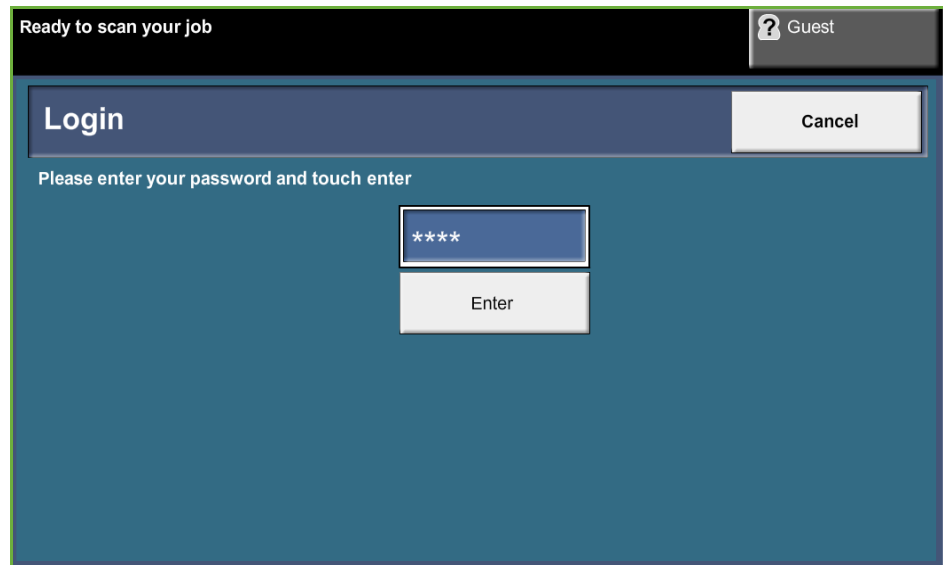 Ready to scan your job
Guest
Login
Cancel
Please enter your password and touch enter
****
Enter